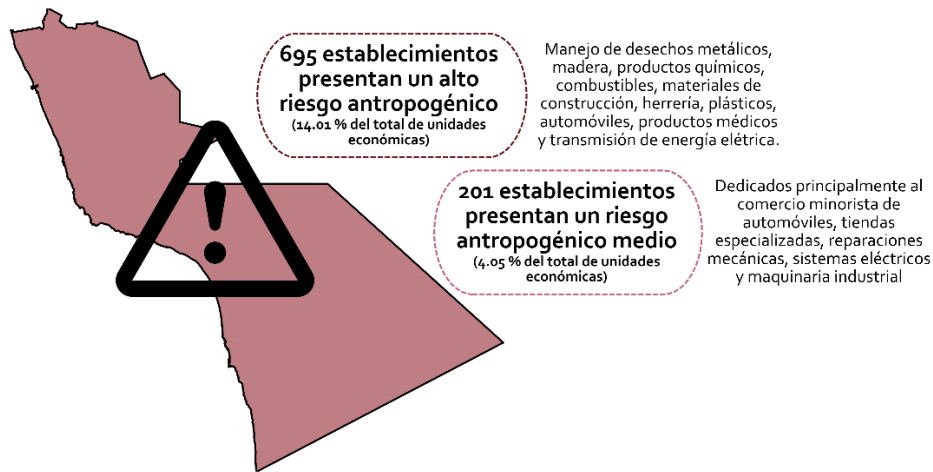 695 establecimientos
presentan un alto
riesgo antropogénico
(14.01 % del total de unidades
económicas)
Manejo de desechos metálicos,
madera, productos químicos,
combustibles, materiales de
construcción, herrería, plásticos,
automóviles, productos médicos
y transmisión de energía elétrica.
201 establecimientos
presentan un riesgo
antropogénico medio
(4.05 % del total de unidades
económicas)
Dedicados principalmente al
comercio minorista de
automóviles, tiendas
especializadas, reparaciones
mecánicas, sistemas eléctricos
y maquinaria industrial